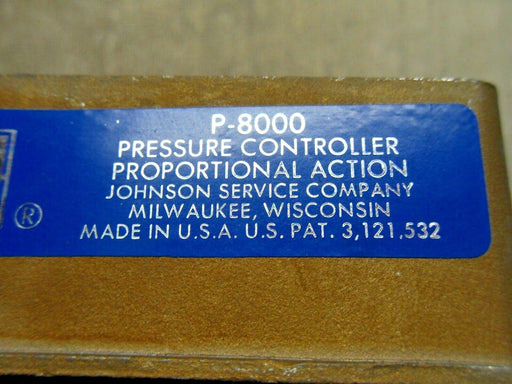 P-8000
PRESSURE CONTROLLER
PROPORTIONAL ACTION
JOHNSON SERVICE COMPANY
MILWAUKEE, WISCONSIN
MADE IN U.S.A. U.S. PAT. 3,121,532
®